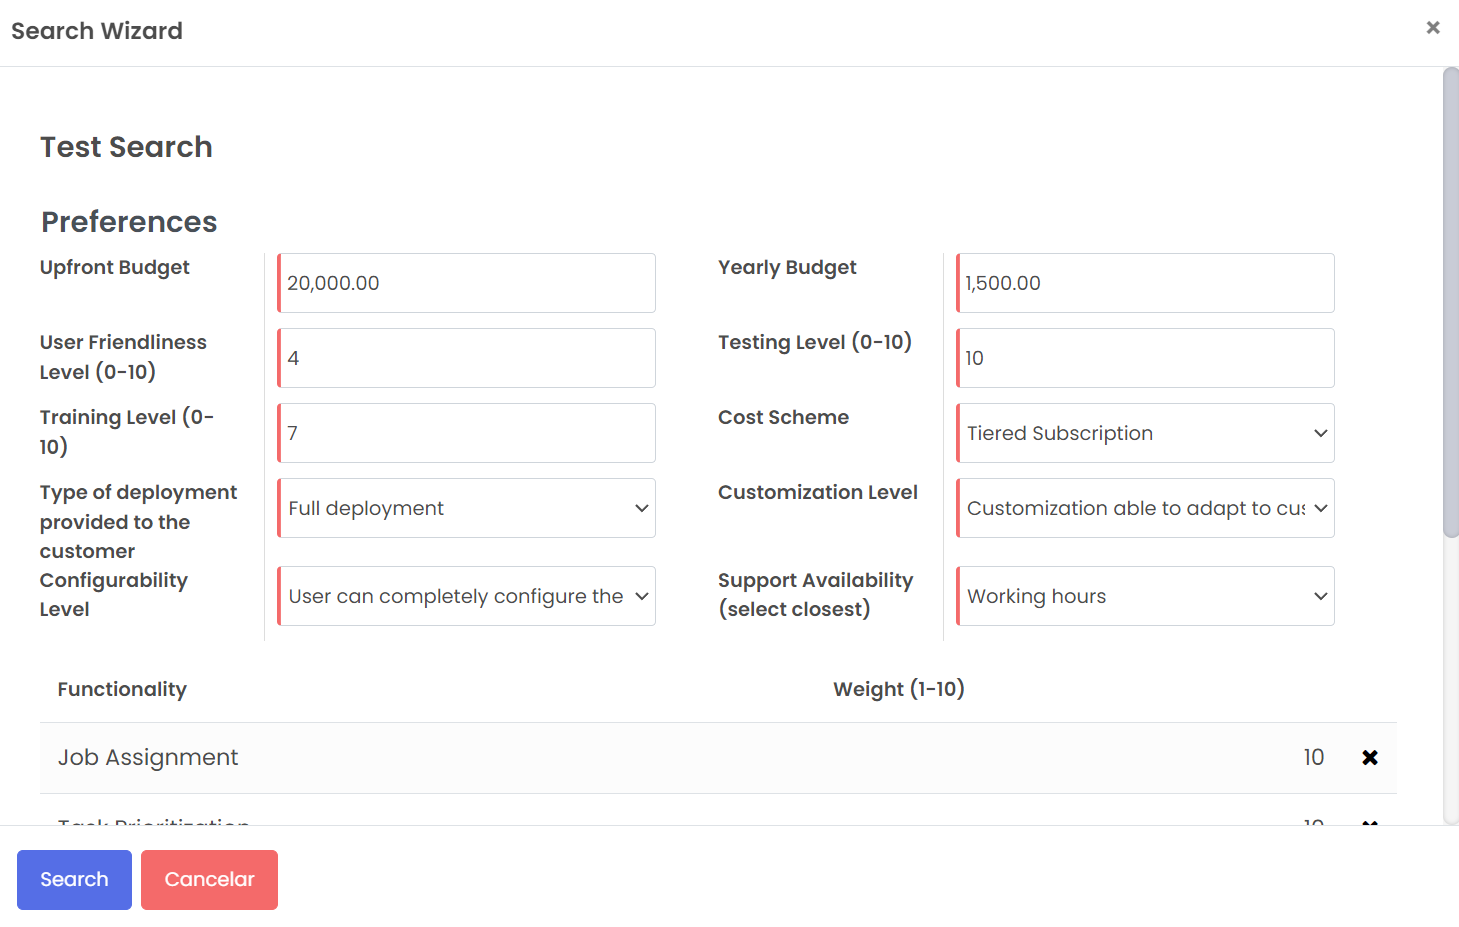 Search Wizard
Test Search
Preferences
Upfront Budget
20,000.00
Yearly Budget
1,500.00
User Friendliness
Level (0-10)
4
Testing Level (0-10)
10
Training Level (0-
10)
7
Cost Scheme
Tiered Subscription
Type of deployment
provided to the
customer
Full deployment
Customization Level
Customization able to adapt to cus
Configurability
Level
User can completely configure the
Support Availability
(select closest)
Working hours
Functionality
Weight (1-10)
Job Assignment
10
Task Prioritization
10
Search
Cancelar